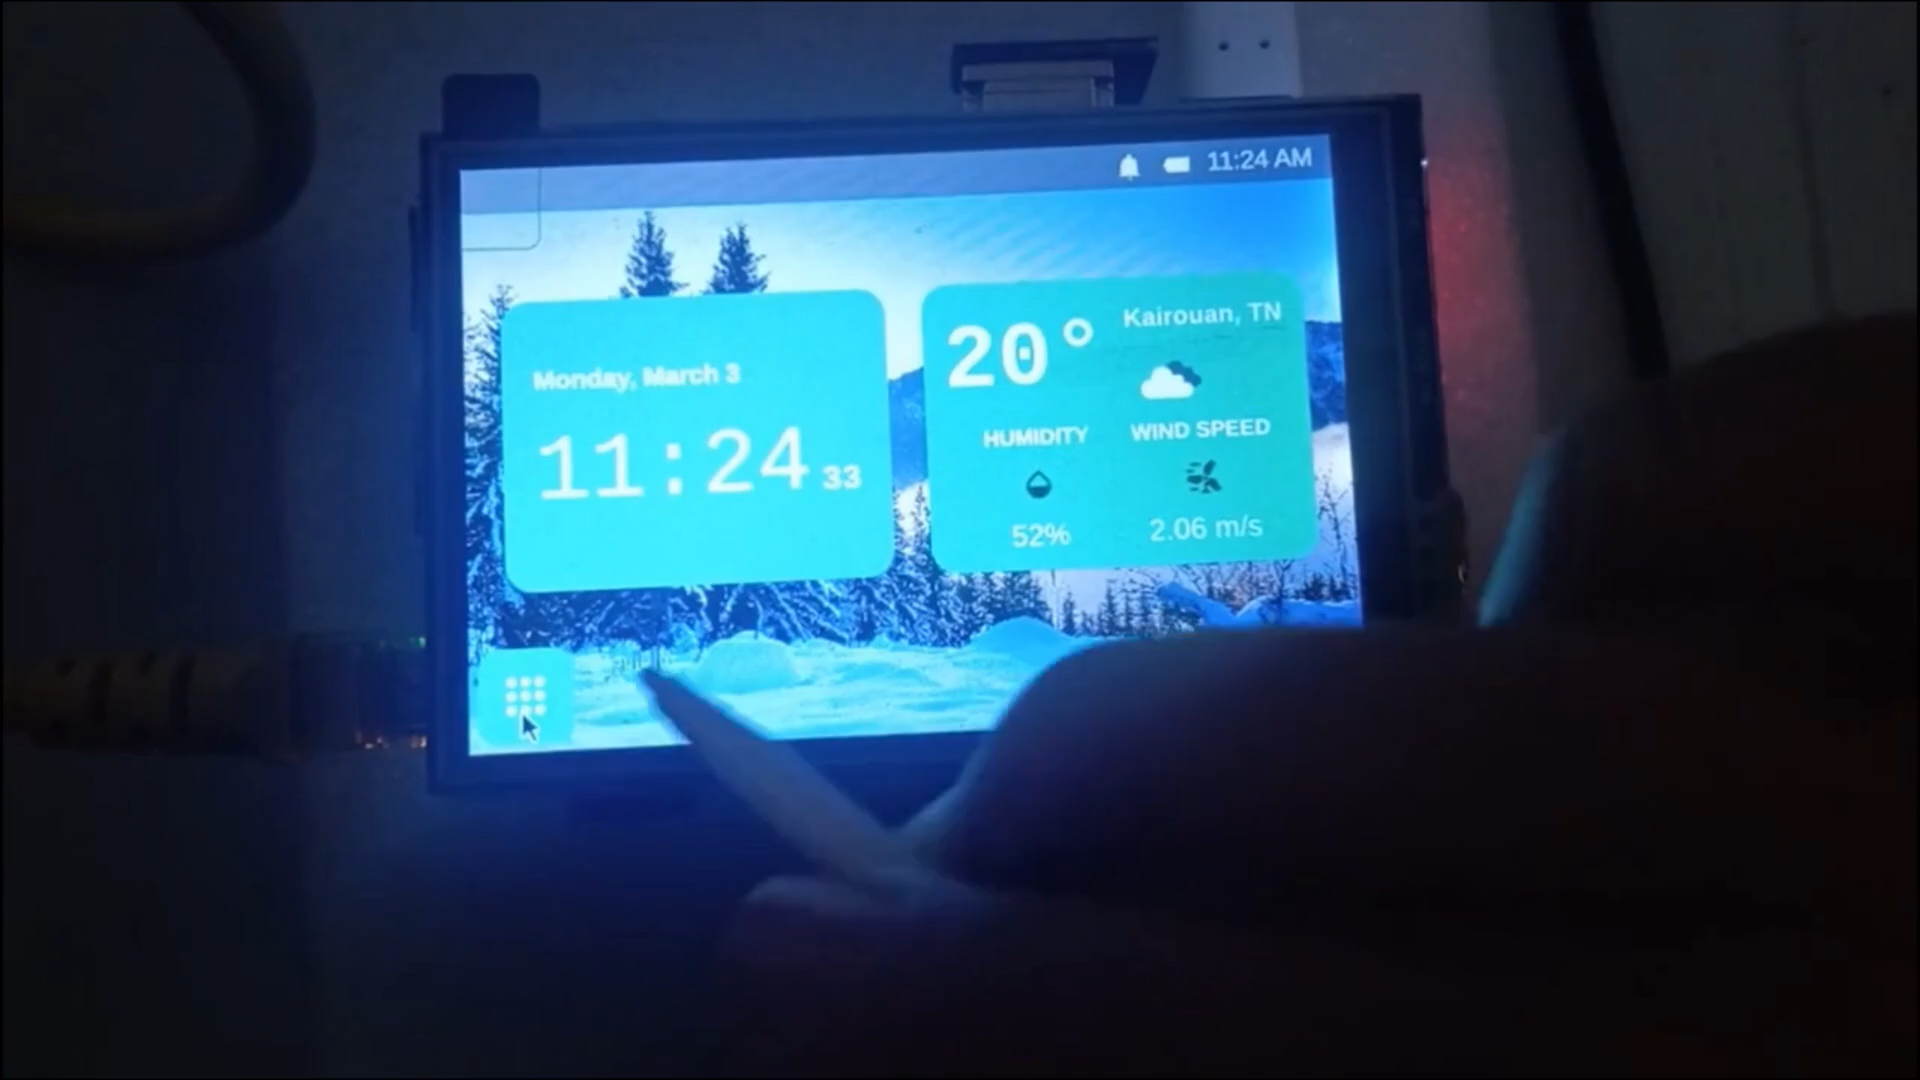 11:24 AM
Monday, March 3
11:24 33
20°
Kairouan, TN
HUMIDITY
WIND SPEED
52%
2.06 m/s